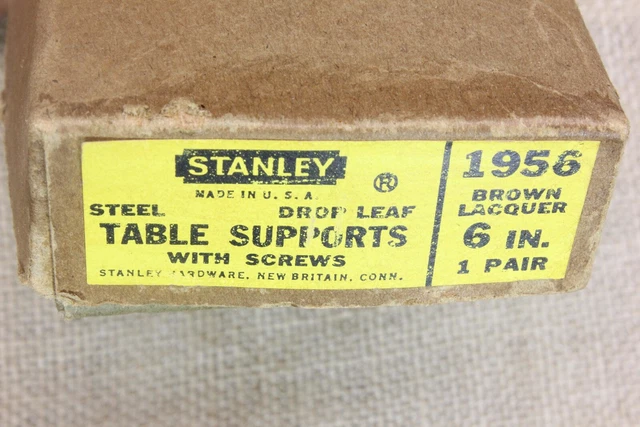 STANLEY
®
MADE IN U.S.A.
STEEL DROP LEAF
TABLE SUPPORTS
WITH SCREWS
STANLEY HARDWARE, NEW BRITAIN, CONN.
1956
BROWN
LACQUER
6 IN.
1 PAIR